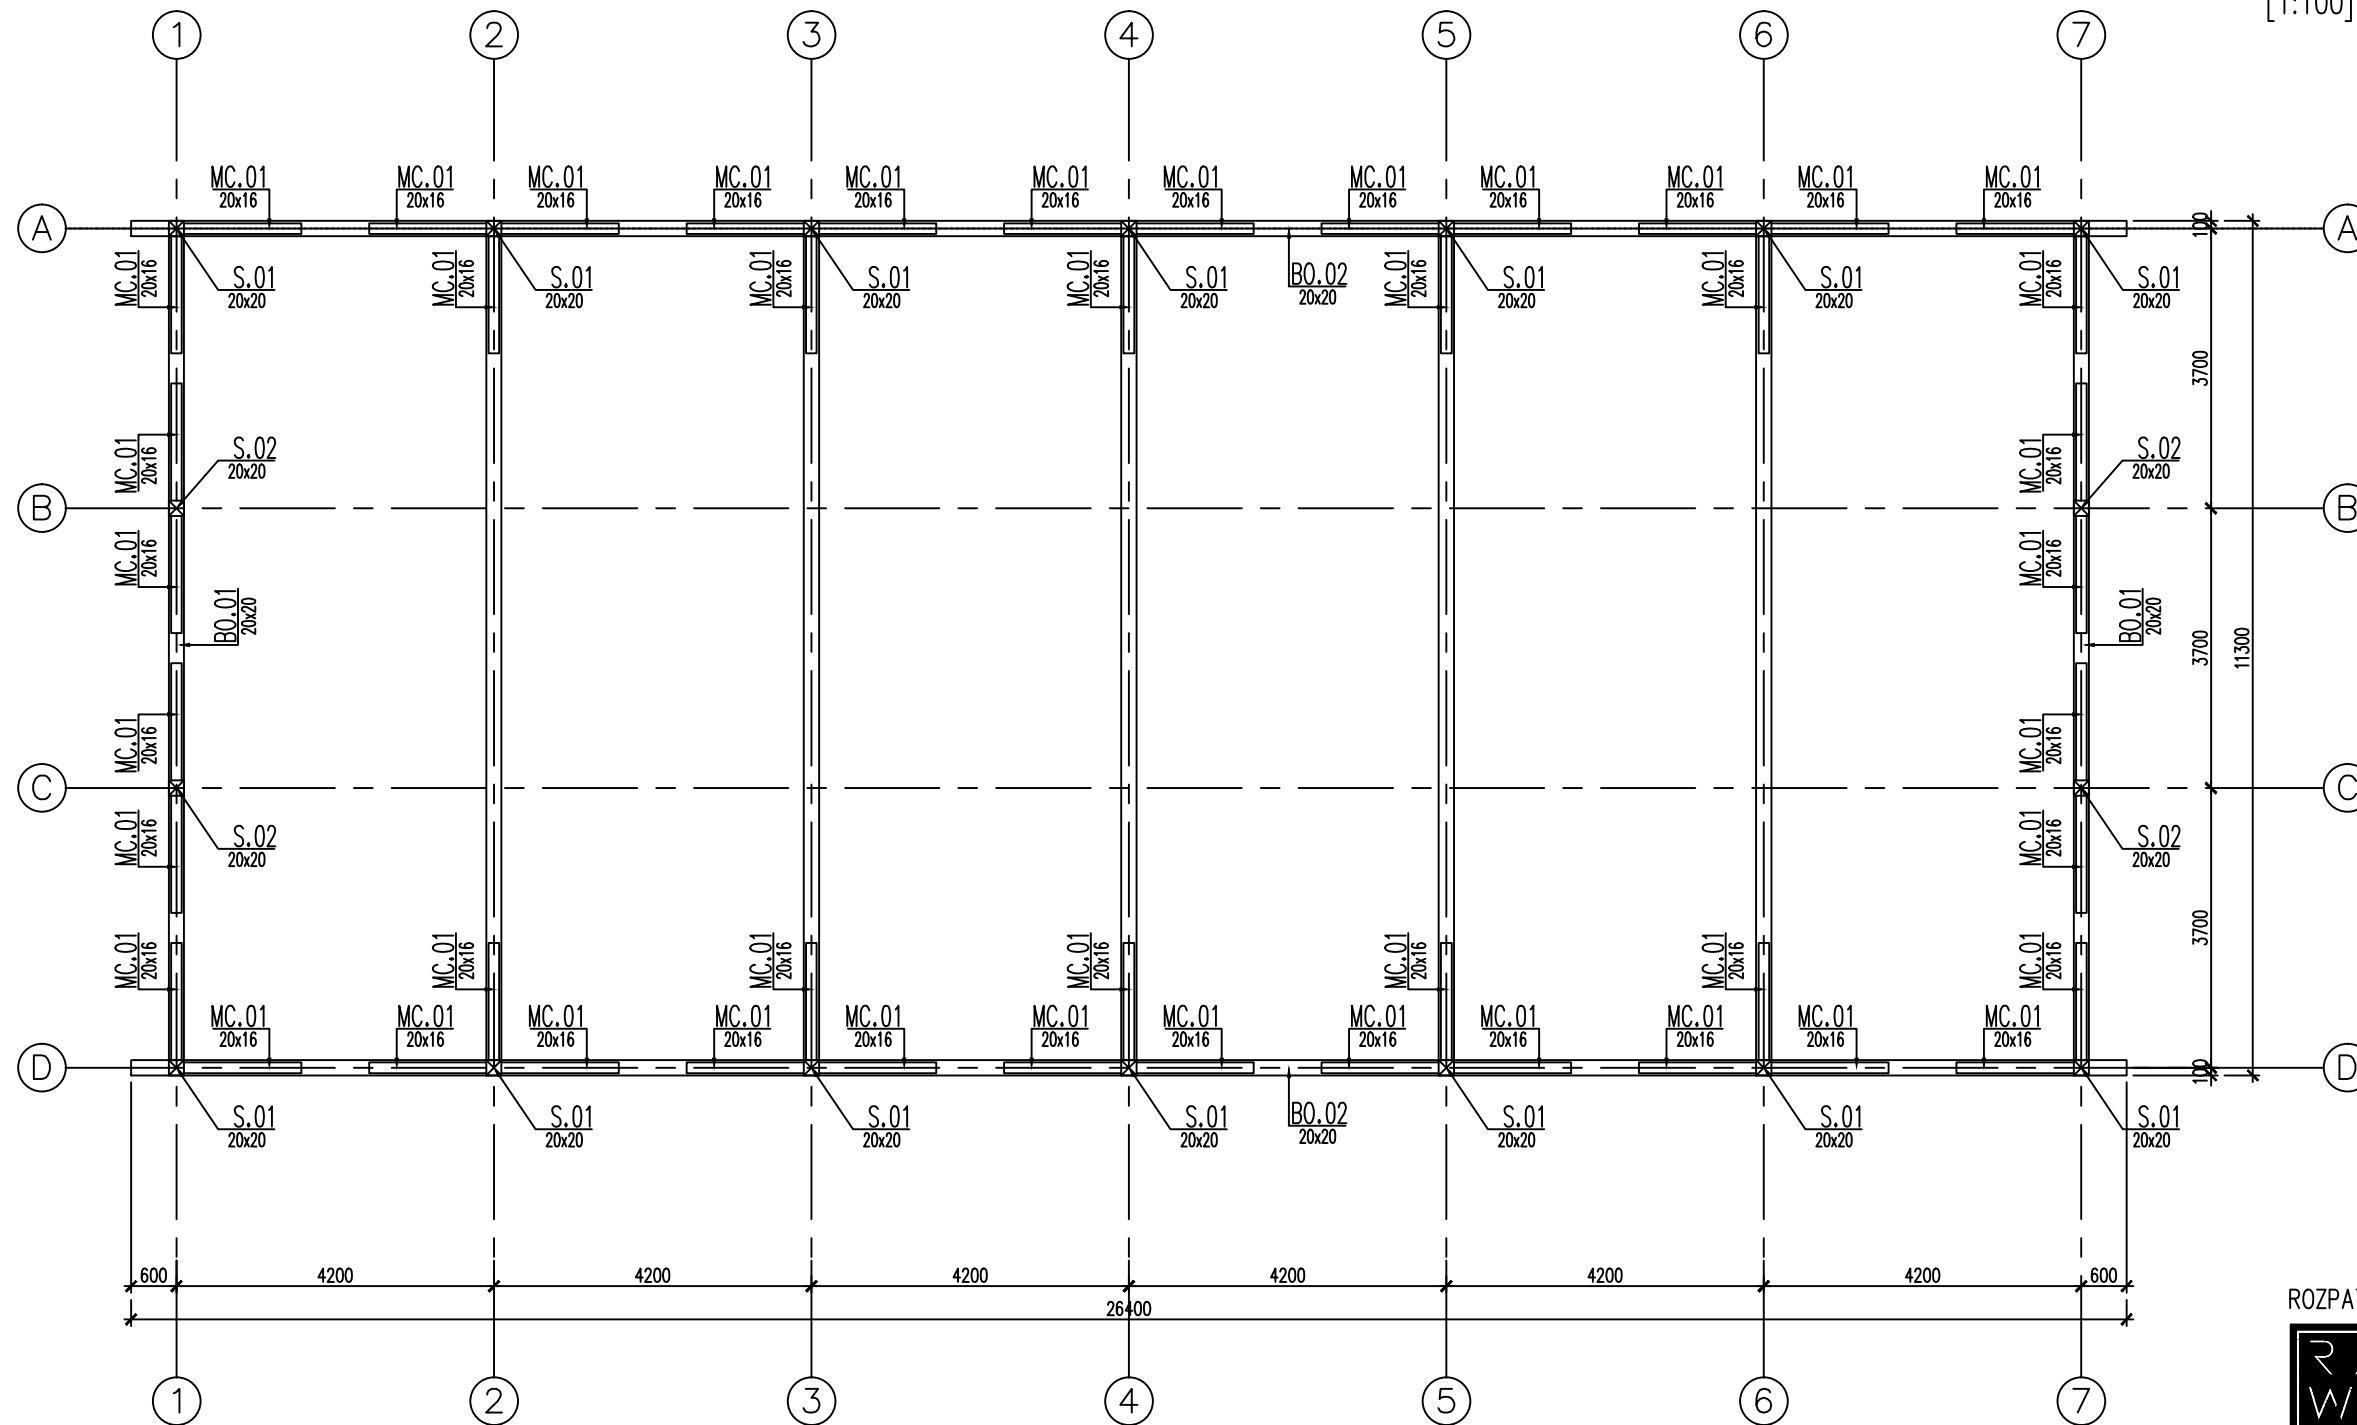 [1:100]
1 2 3 4 5 6 7
MC.01 MC.01 MC.01 MC.01 MC.01 MC.01 MC.01 MC.01 MC.01 MC.01 MC.01 MC.01
20x16 20x16 20x16 20x16 20x16 20x16 20x16 20x16 20x16 20x16 20x16 20x16
A A
100
MC.01 MC.01 MC.01 MC.01 MC.01 MC.01 MC.01
20x16 20x16 20x16 20x16 20x16 20x16 20x16
S.01 S.01 S.01 S.01 BO.02 S.01 S.01 S.01
20x20 20x20 20x20 20x20 20x20 20x20 20x20 20x20
3700
MC.01 MC.01
20x16 20x16
S.02 S.02
20x20 20x20
B B
MC.01 MC.01
20x16 20x16
BO.01 BO.01
20x20 20x20
3700
11300
MC.01 MC.01
20x16 20x16
C C
MC.01 MC.01
20x16 20x16
S.02 S.02
20x20 20x20
3700
MC.01 MC.01 MC.01 MC.01 MC.01 MC.01 MC.01
20x16 20x16 20x16 20x16 20x16 20x16 20x16
MC.01 MC.01 MC.01 MC.01 MC.01 MC.01 MC.01 MC.01 MC.01 MC.01 MC.01 MC.01
20x16 20x16 20x16 20x16 20x16 20x16 20x16 20x16 20x16 20x16 20x16 20x16
D D
100
S.01 S.01 S.01 S.01 BO.02 S.01 S.01 S.01
20x20 20x20 20x20 20x20 20x20 20x20 20x20 20x20
600 4200 4200 4200 4200 4200 4200 600
26400
1 2 3 4 5 6 7
R
W